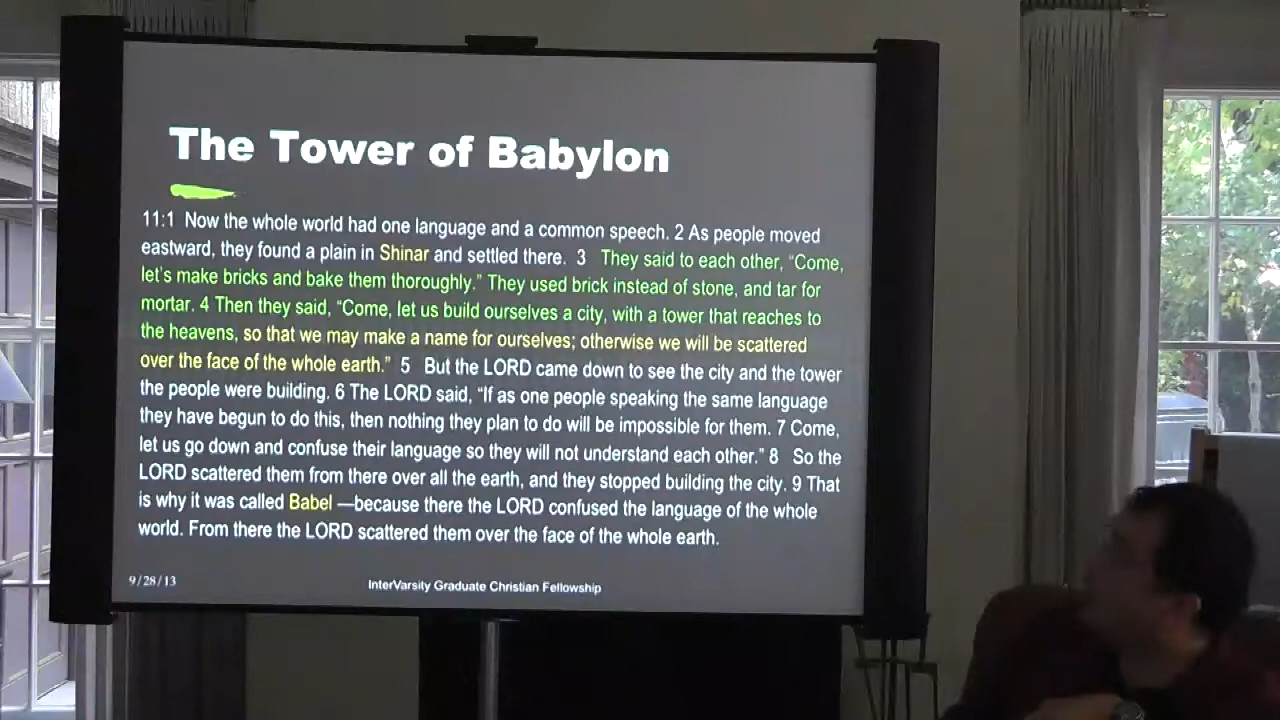 The Tower of Babylon
11:1 Now the whole world had one language and a common speech. 2 As people moved
eastward, they found a plain in Shinar and settled there. 3 They said to each other, “Come,
let's make bricks and bake them thoroughly.” They used brick instead of stone, and tar for
mortar. 4 Then they said, “Come, let us build ourselves a city, with a tower that reaches to
the heavens, so that we may make a name for ourselves; otherwise we will be scattered
over the face of the whole earth.” 5 But the LORD came down to see the city and the tower
the people were building. 6 The LORD said, “If as one people speaking the same language
they have begun to do this, then nothing they plan to do will be impossible for them. 7 Come,
let us go down and confuse their language so they will not understand each other.” 8 So the
LORD scattered them from there over all the earth, and they stopped building the city. 9 That
is why it was called Babel —because there the LORD confused the language of the whole
world. From there the LORD scattered them over the face of the whole earth.
9/28/13
InterVarsity Graduate Christian Fellowship